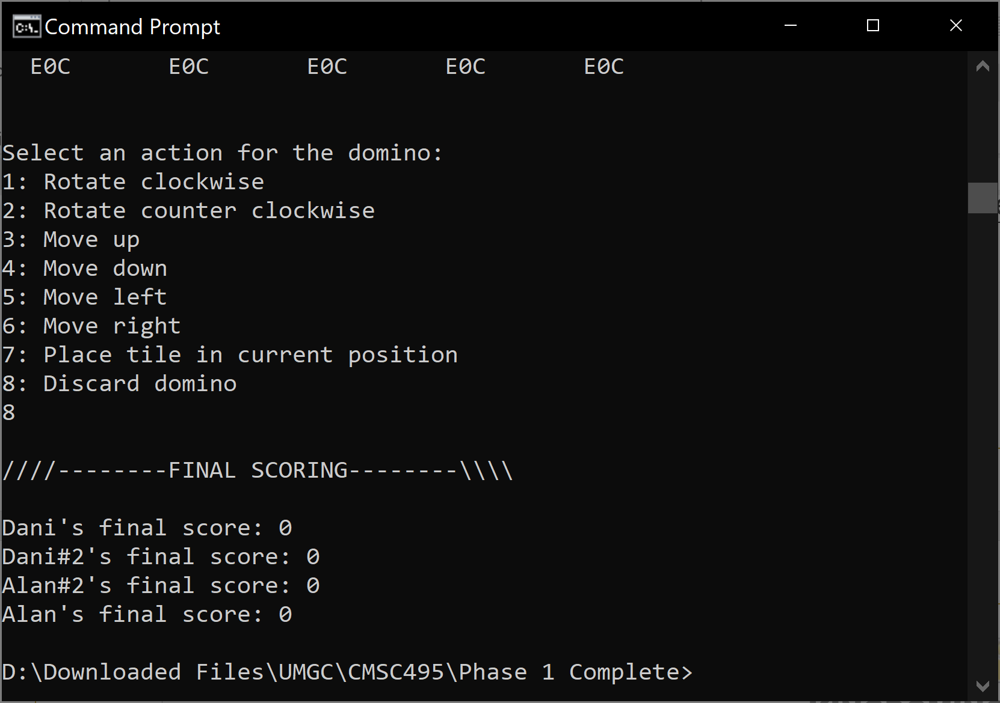 Command Prompt
E0C E0C E0C E0C E0C
Select an action for the domino:
1: Rotate clockwise
2: Rotate counter clockwise
3: Move up
4: Move down
5: Move left
6: Move right
7: Place tile in current position
8: Discard domino
8
////--------FINAL SCORING--------\\\\
Dani's final score: 0
Dani#2's final score: 0
Alan#2's final score: 0
Alan's final score: 0
D:\Downloaded Files\UMGC\CMSC495\Phase 1 Complete>